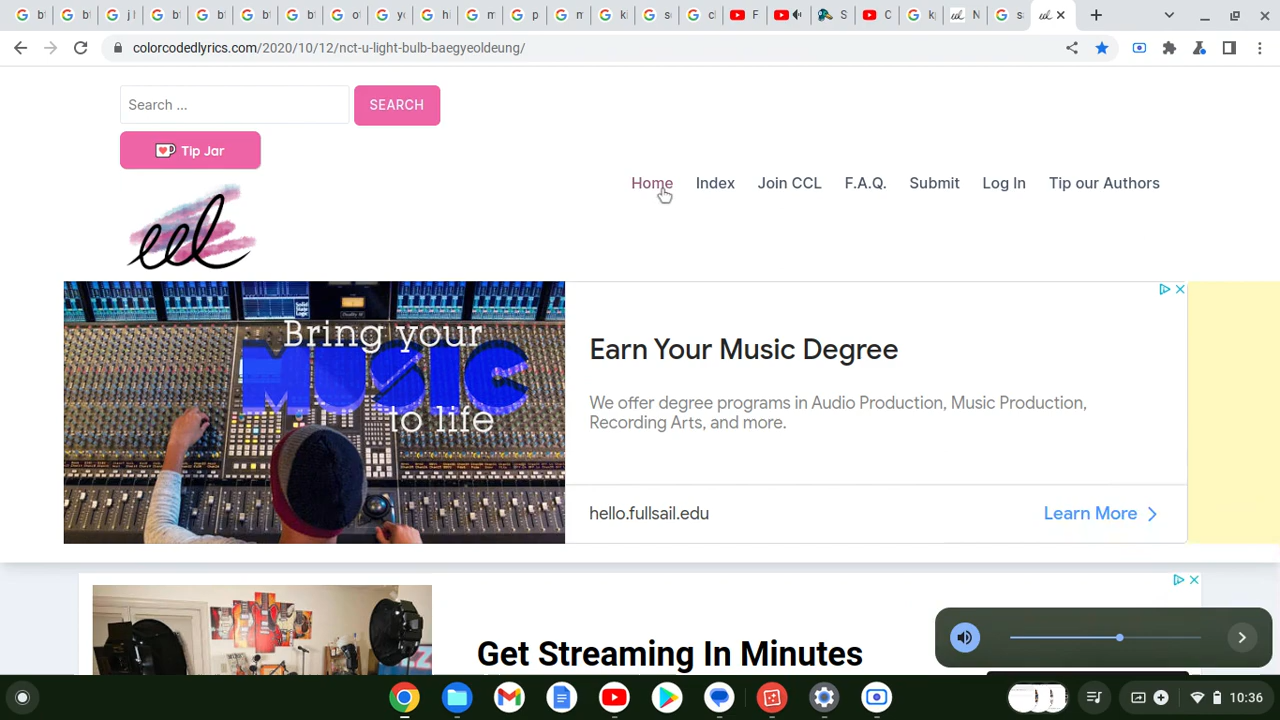 colorcodedlyrics.com/2020/10/12/nct-u-light-bulb-baegyeoldeung/
Search ...
SEARCH
Tip Jar
Home
Index
Join CCL
F.A.Q.
Submit
Log In
Tip our Authors
ccl
Bring your
MUSIC
to life
Earn Your Music Degree
We offer degree programs in Audio Production, Music Production,
Recording Arts, and more.
hello.fullsail.edu
Learn More
Get Streaming In Minutes
10:36